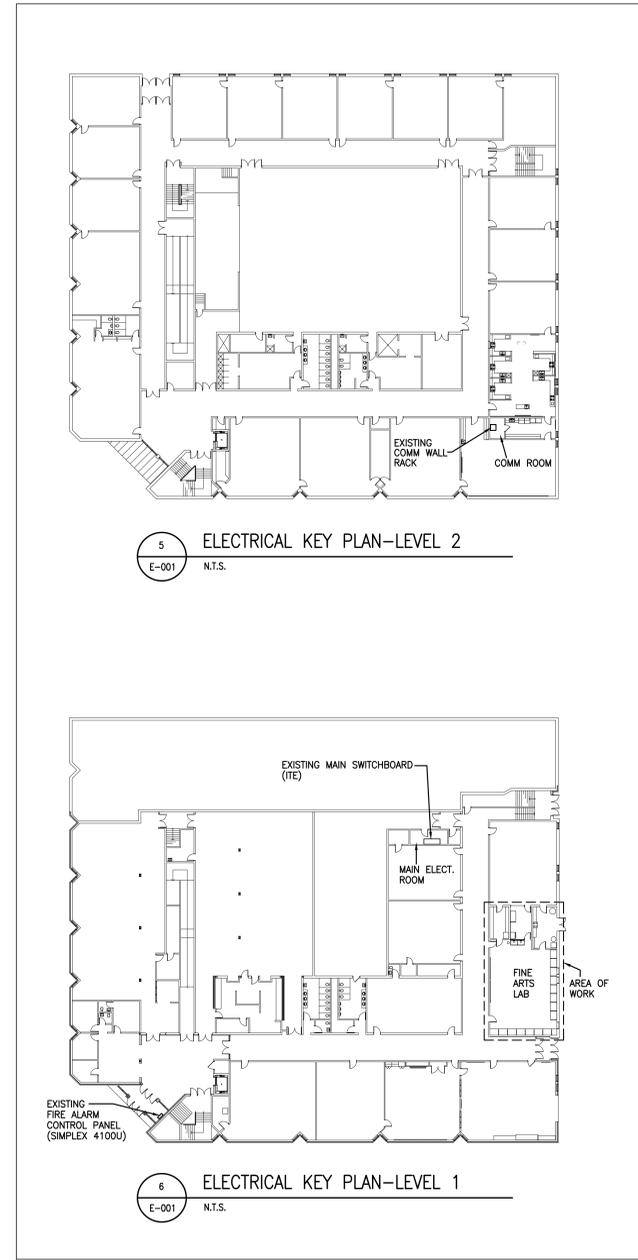 EXISTING
COMM WALL
RACK
COMM ROOM
5
E-001
ELECTRICAL KEY PLAN-LEVEL 2
N.T.S.
EXISTING MAIN SWITCHBOARD
(ITE)
MAIN ELECT.
ROOM
FINE
ARTS
LAB
AREA OF
WORK
EXISTING
FIRE ALARM
CONTROL PANEL
(SIMPLEX 4100U)
6
E-001
ELECTRICAL KEY PLAN-LEVEL 1
N.T.S.